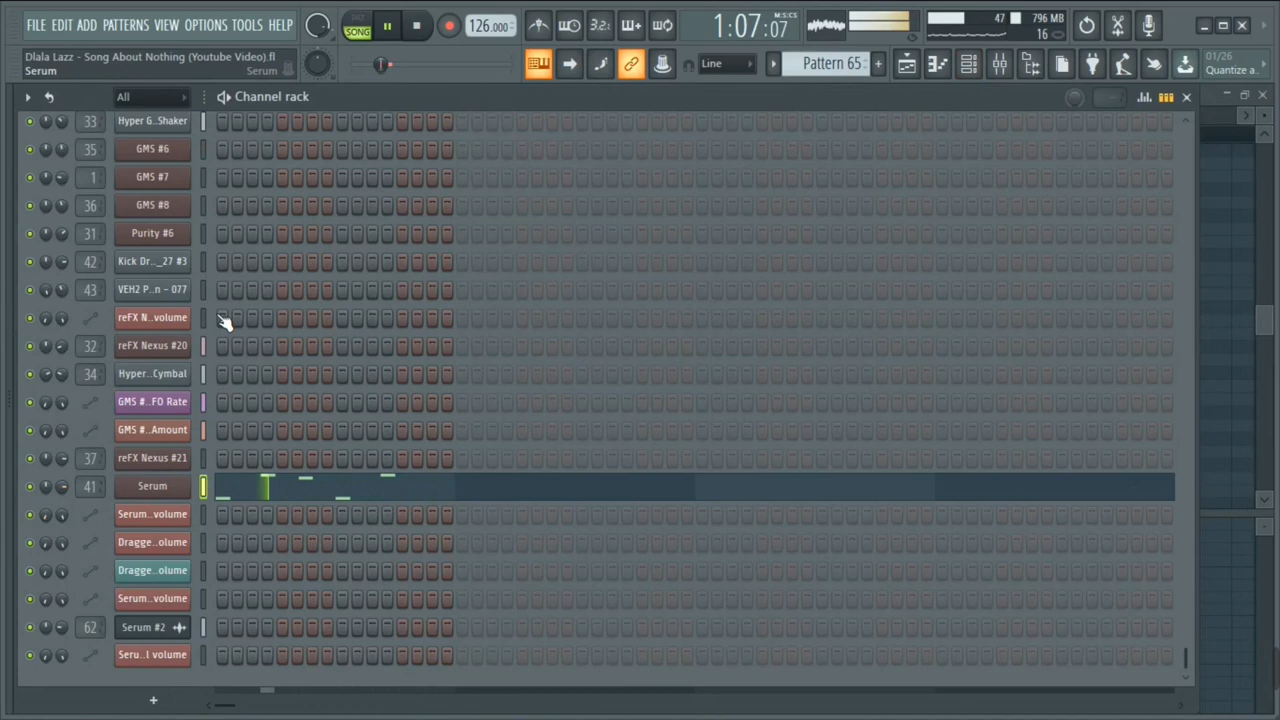 FILE EDIT ADD PATTERNS VIEW OPTIONS TOOLS HELP
PAT
SONG
126.000
3.2:
1:07:07
M:S:CS
47
796 MB
16
Dlala Lazz - Song About Nothing (Youtube Video).fl
Serum
Serum
Line
Pattern 65
+
01/26
Quantize a..
All
Channel rack
33 Hyper G..Shaker
35 GMS #6
1 GMS #7
36 GMS #8
31 Purity #6
42 Kick Dr.._27 #3
43 VEH2 P..n - 077
reFX N..volume
32 reFX Nexus #20
34 Hyper..Cymbal
GMS #..FO Rate
GMS #..Amount
37 reFX Nexus #21
41 Serum
Serum..volume
Dragge..olume
Dragge..olume
Serum..volume
62 Serum #2
Seru..l volume
+